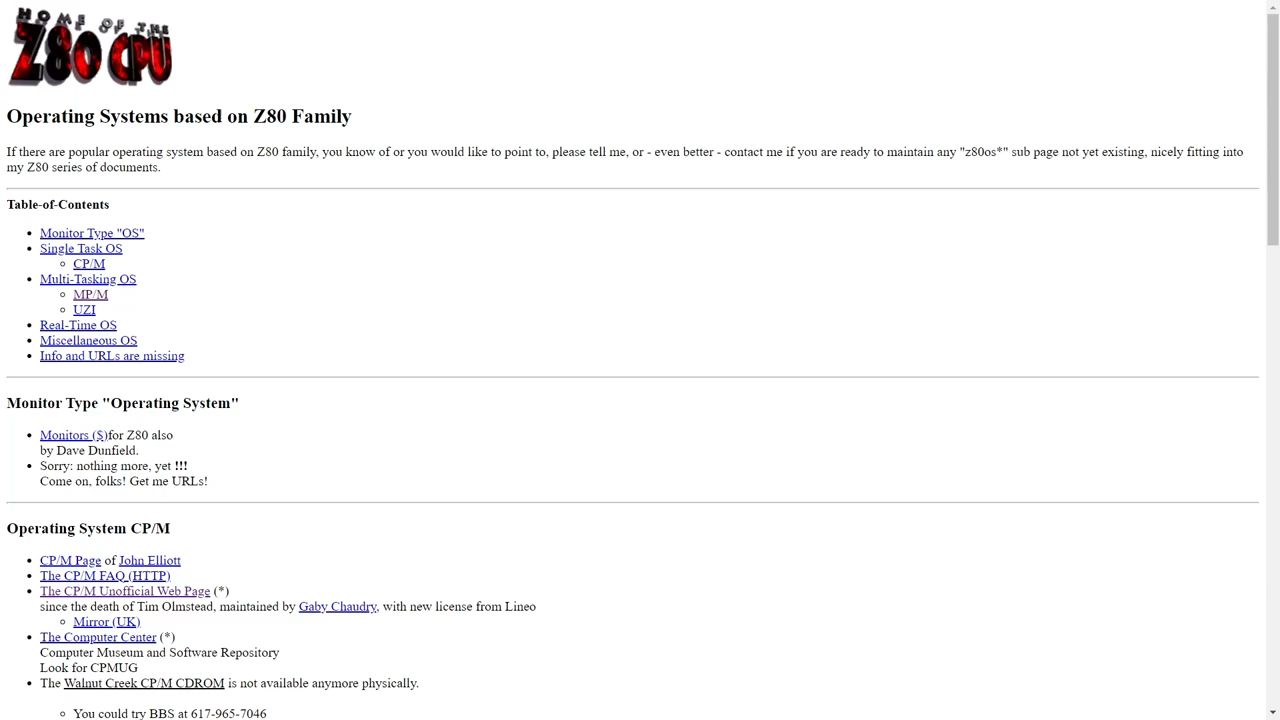 HOME OF THE
Z80 CPU
Operating Systems based on Z80 Family
If there are popular operating system based on Z80 family, you know of or you would like to point to, please tell me, or - even better - contact me if you are ready to maintain any "z80os*" sub page not yet existing, nicely fitting into
my Z80 series of documents.
Table-of-Contents
Monitor Type "OS"
Single Task OS
CP/M
Multi-Tasking OS
MP/M
UZI
Real-Time OS
Miscellaneous OS
Info and URLs are missing
Monitor Type "Operating System"
Monitors ($)for Z80 also
by Dave Dunfield.
Sorry: nothing more, yet !!!
Come on, folks! Get me URLs!
Operating System CP/M
CP/M Page of John Elliott
The CP/M FAQ (HTTP)
The CP/M Unofficial Web Page (*)
since the death of Tim Olmstead, maintained by Gaby Chaudry, with new license from Lineo
Mirror (UK)
The Computer Center (*)
Computer Museum and Software Repository
Look for CPMUG
The Walnut Creek CP/M CDROM is not available anymore physically.
You could try BBS at 617-965-7046